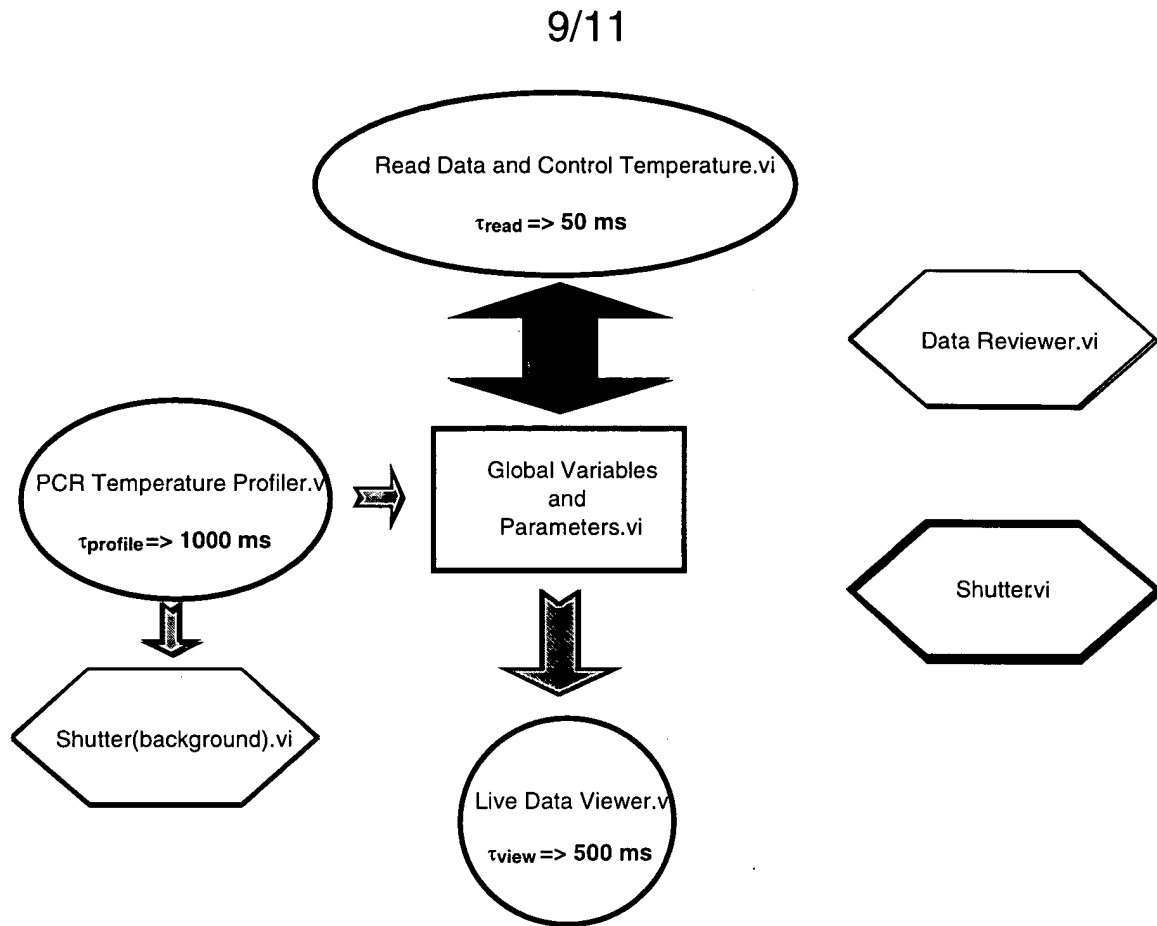 9/11
Read Data and Control Temperature.vi
τread => 50 ms
Data Reviewer.vi
PCR Temperature Profiler.v
τprofile => 1000 ms
Global Variables
and
Parameters.vi
Shutter.vi
Shutter(background).vi
Live Data Viewer.v
τview => 500 ms